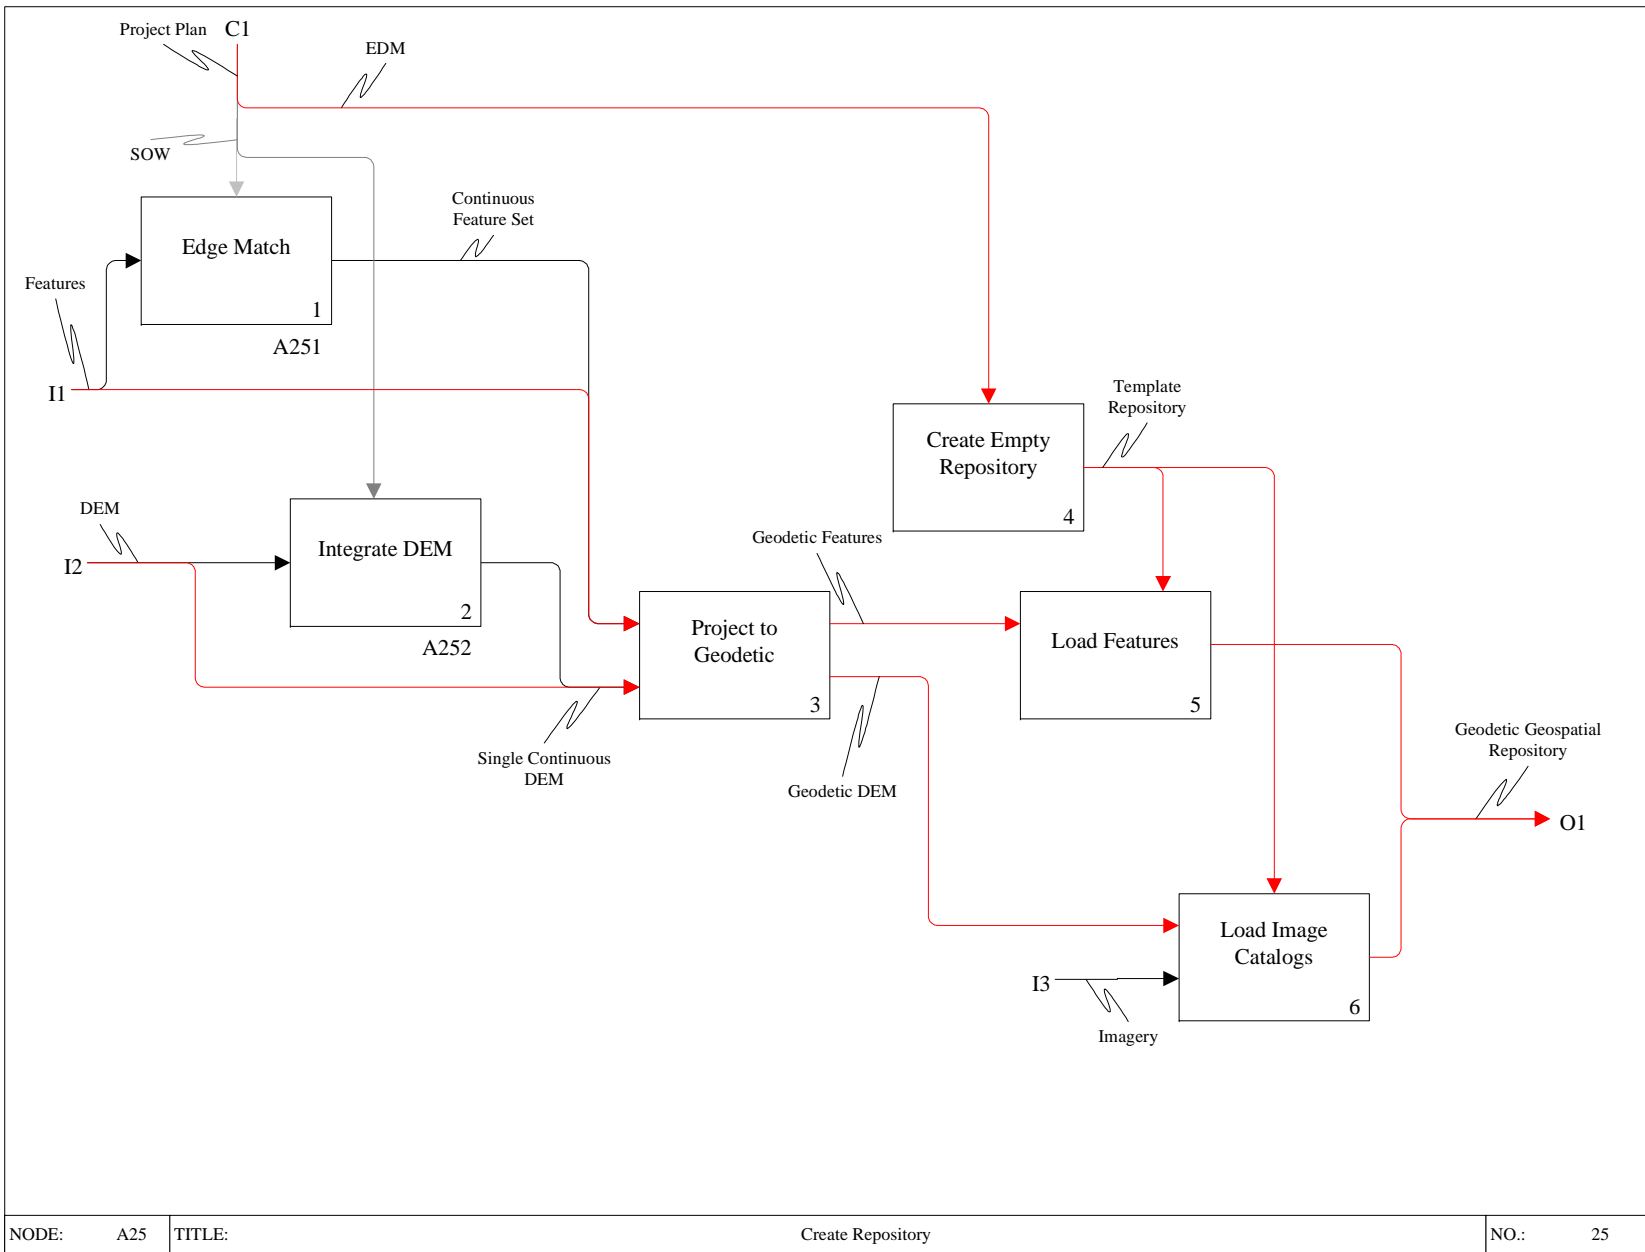 Project Plan
C1
EDM
SOW
Continuous
Feature Set
Edge Match
1
A251
Features
I1
Template
Repository
Create Empty
Repository
4
DEM
I2
Integrate DEM
2
A252
Geodetic Features
Project to
Geodetic
3
Load Features
5
Single Continuous
DEM
Geodetic DEM
Geodetic Geospatial
Repository
O1
Load Image
Catalogs
6
I3
Imagery
NODE: A25 TITLE: Create Repository NO.: 25